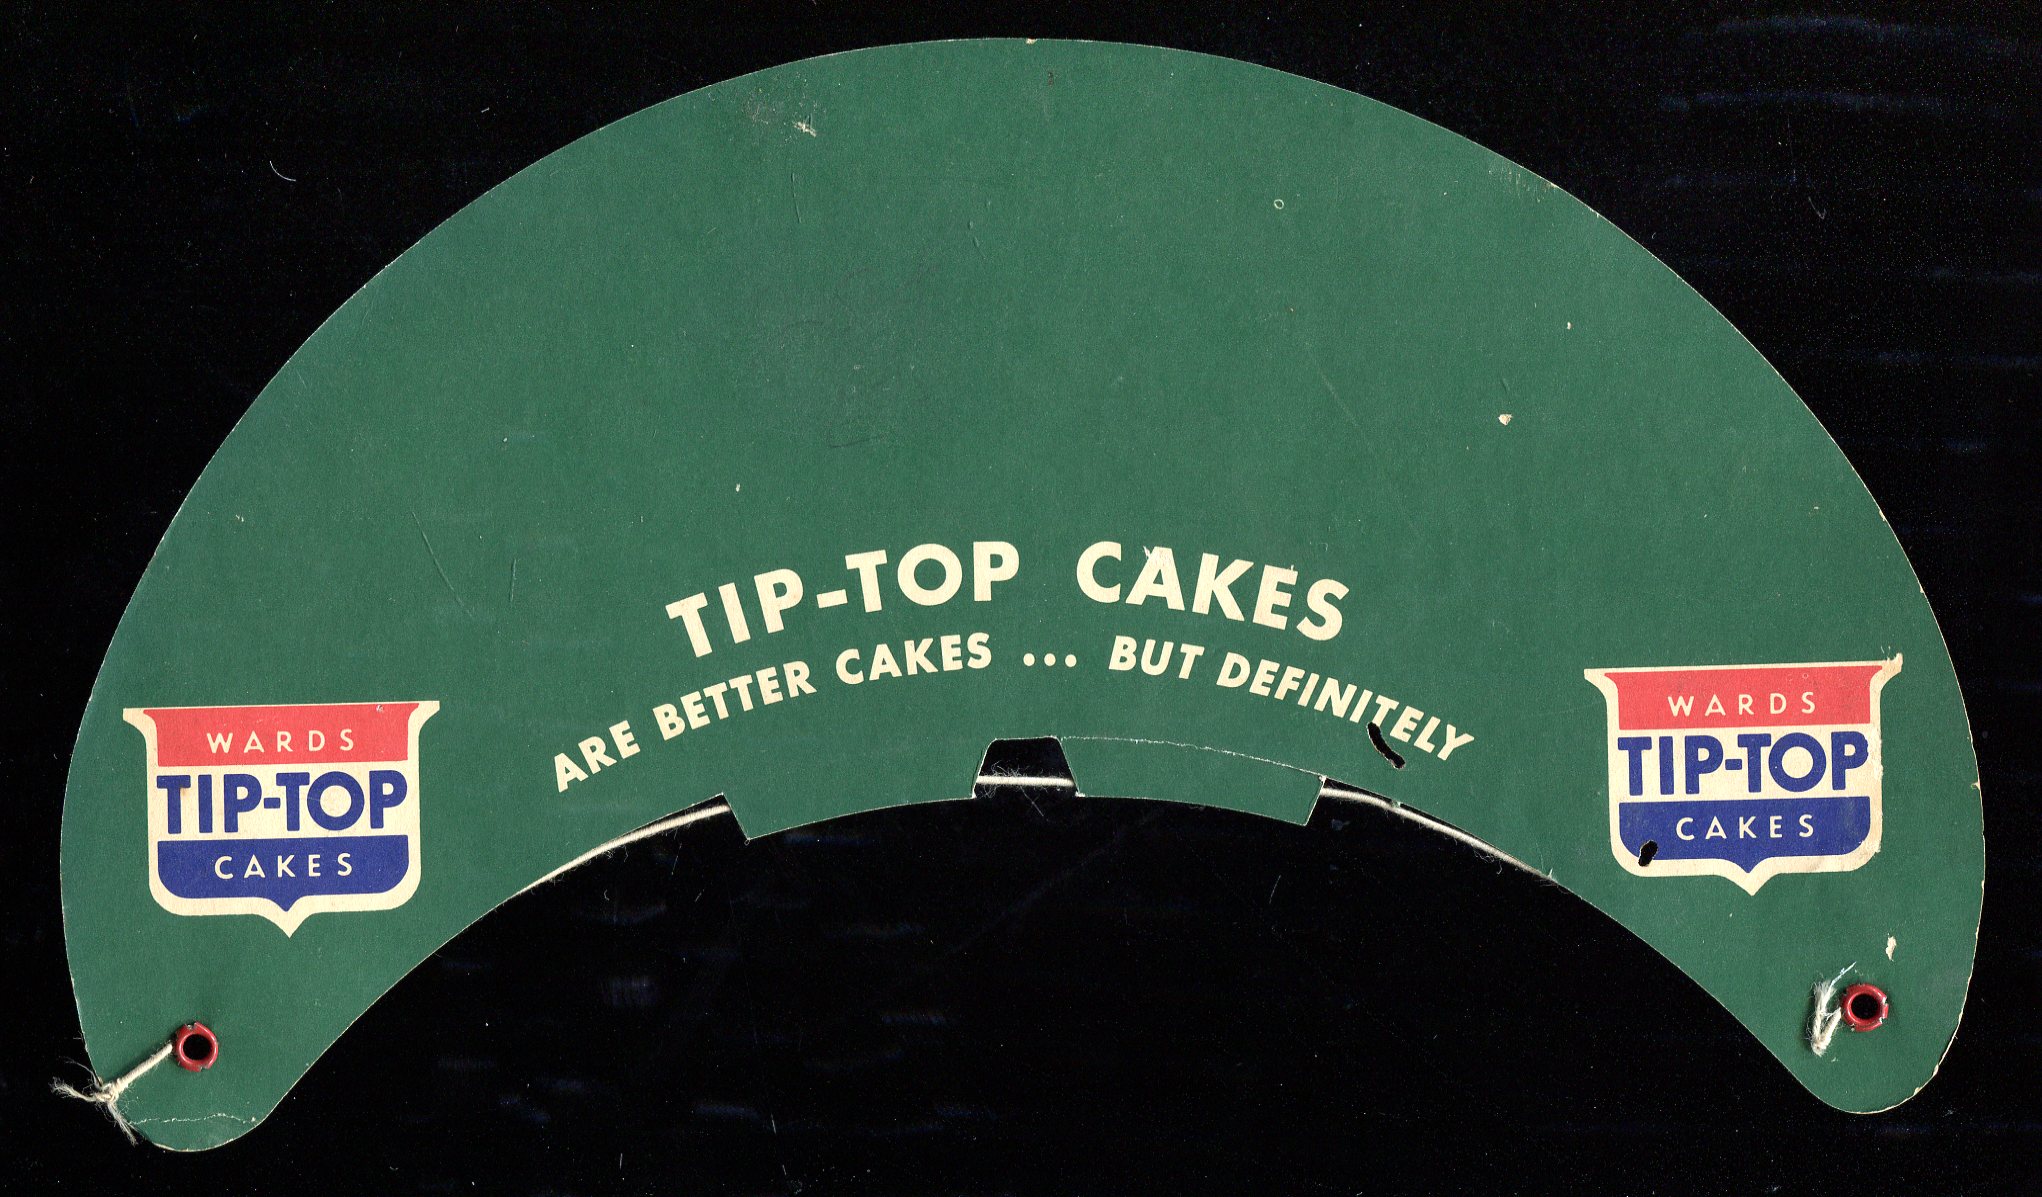 TIP-TOP CAKES
ARE BETTER CAKES ... BUT DEFINITELY
WARDS
TIP-TOP
CAKES
WARDS
TIP-TOP
CAKES